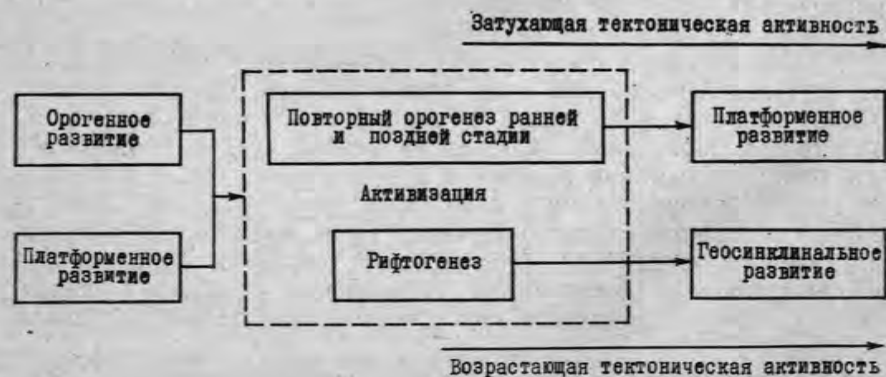 Затухающая тектоническая активность
Орогенное
развитие
Повторный орогенез ранней
и поздней стадии
Платформенное
развитие
Активизация
Платформенное
развитие
Рифтогенез
Геосинклинальное
развитие
Возрастающая тектоническая активность